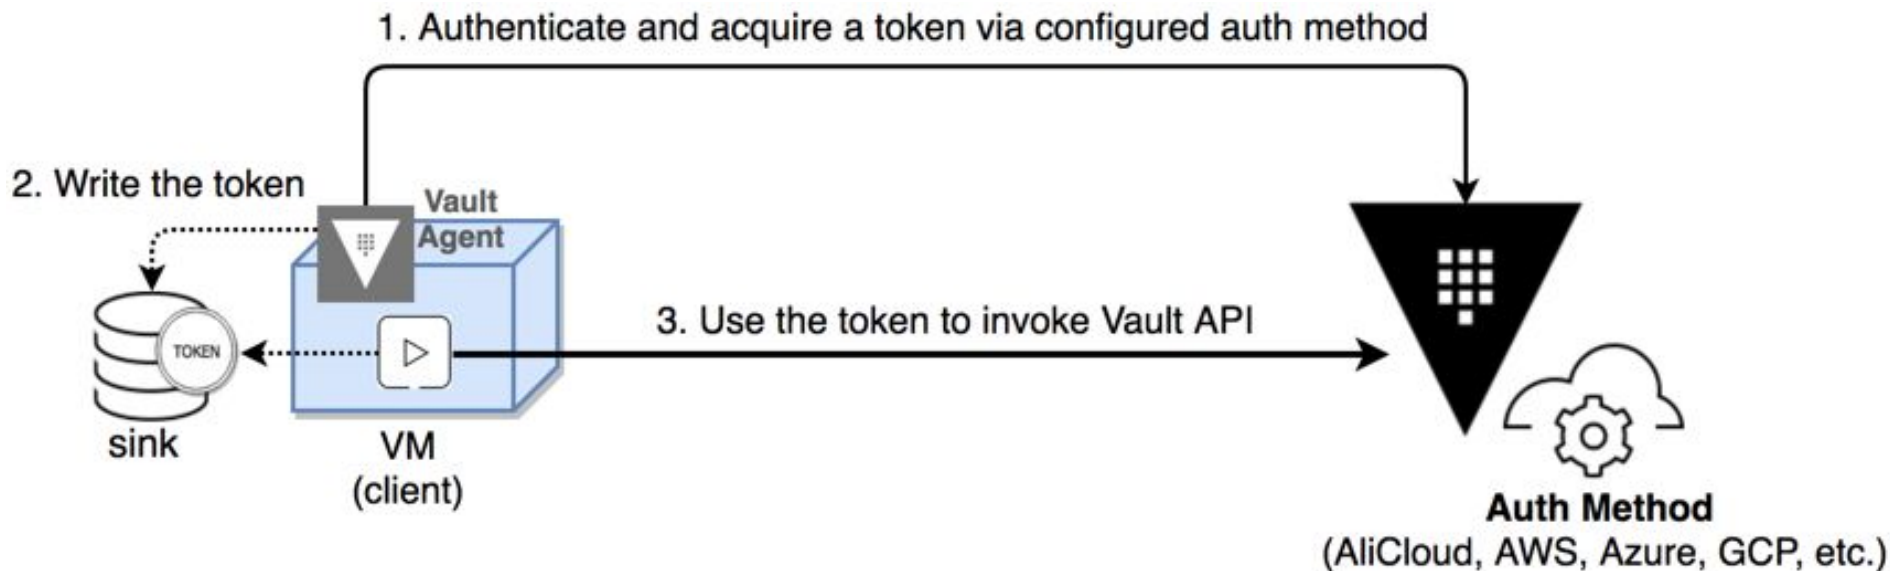 1. Authenticate and acquire a token via configured auth method
2. Write the token
Vault
Agent
3. Use the token to invoke Vault API
TOKEN
sink
VM
(client)
Auth Method
(AliCloud, AWS, Azure, GCP, etc.)